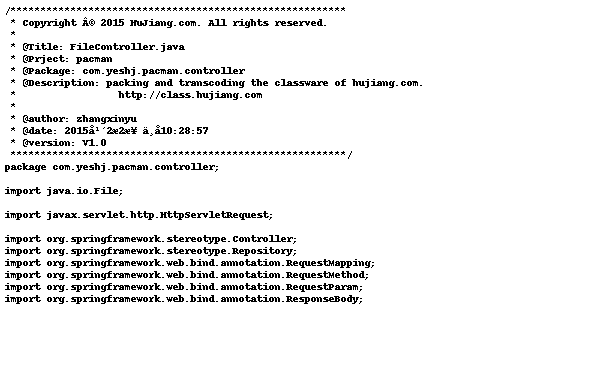 /********************************************************
* Copyright Â© 2015 HuJiang.com. All rights reserved.
*
* @Title: FileController.java
* @Prject: pacman
* @Package: com.yeshj.pacman.controller
* @Description: packing and transcoding the classware of hujiang.com.
* http://class.hujiang.com
*
* @author: zhangxinyu
* @date: 2015å¹´2æ2æ¥ ä¸å10:28:57
* @version: V1.0
********************************************************/
package com.yeshj.pacman.controller;
import java.io.File;
import javax.servlet.http.HttpServletRequest;
import org.springframework.stereotype.Controller;
import org.springframework.stereotype.Repository;
import org.springframework.web.bind.annotation.RequestMapping;
import org.springframework.web.bind.annotation.RequestMethod;
import org.springframework.web.bind.annotation.RequestParam;
import org.springframework.web.bind.annotation.ResponseBody;